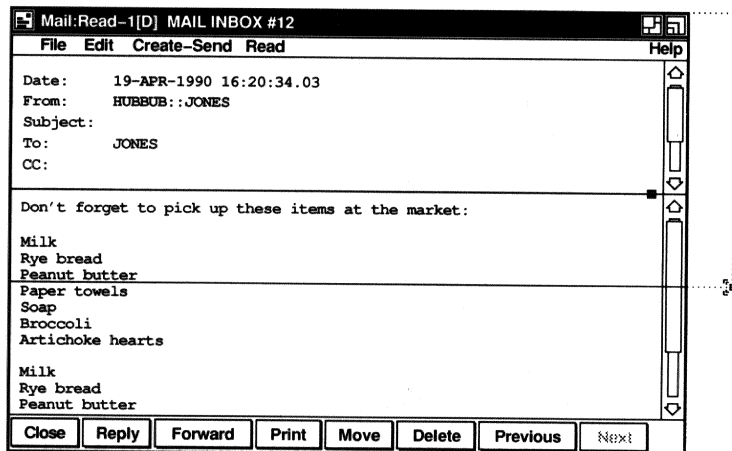 Mail:Read-1[D] MAIL INBOX #12
File Edit Create-Send Read Help
Date: 19-APR-1990 16:20:34.03
From: HUBBUB::JONES
Subject:
To: JONES
CC:
Don't forget to pick up these items at the market:
Milk
Rye bread
Peanut butter
Paper towels
Soap
Broccoli
Artichoke hearts
Milk
Rye bread
Peanut butter
Close Reply Forward Print Move Delete Previous Next